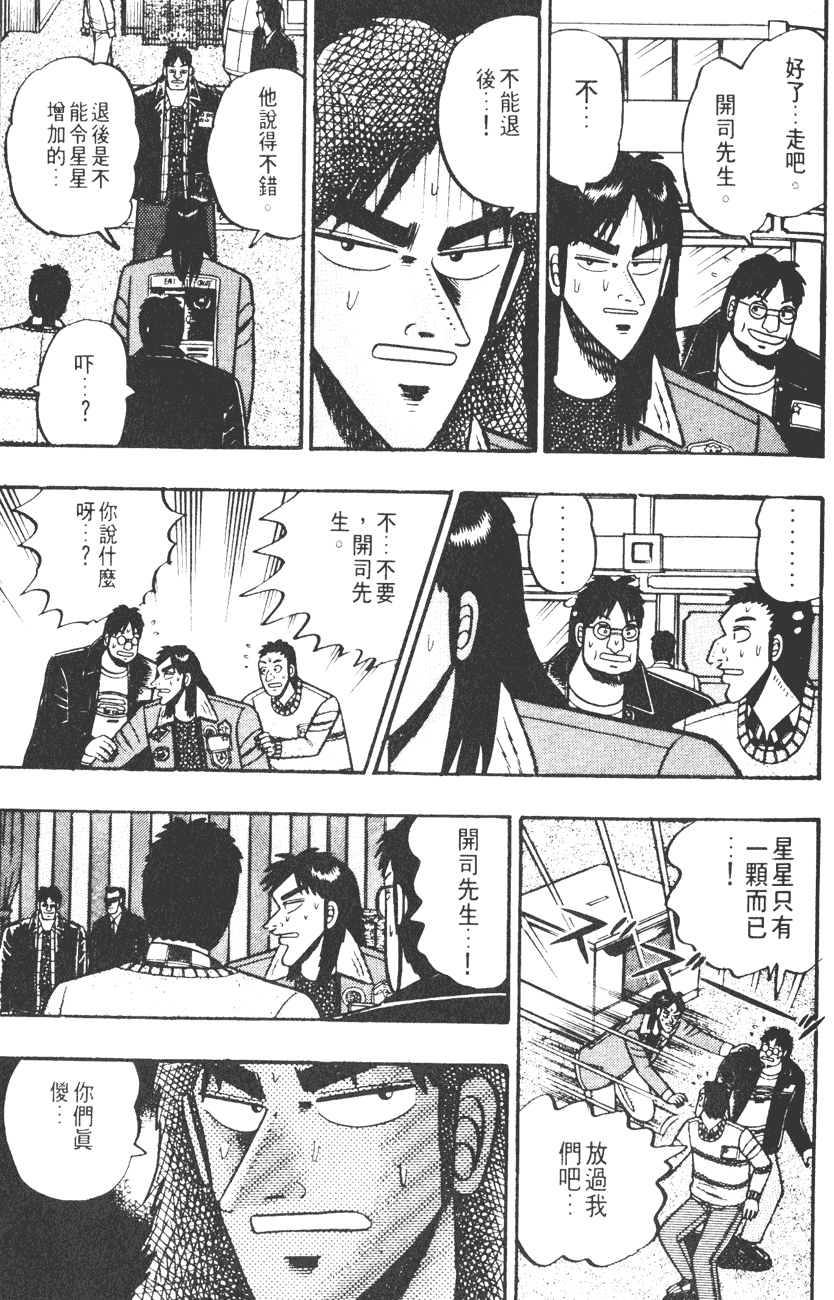 好了…走吧。
開司先生。
不…
不能退
後…！
他說得不錯。
退後是不
能令星星
增加的…
吓…？
………
………
不…不要
，開司先
生。
你說什麼
呀…？
星星只有
一顆而已
…！
放過我
們吧…
開司先生…！
你們真
傻…